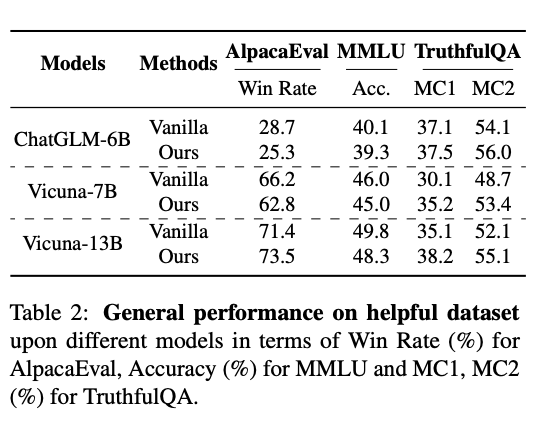 Models Methods AlpacaEval MMLU TruthfulQA
Win Rate Acc. MC1 MC2
ChatGLM-6B Vanilla 28.7 40.1 37.1 54.1
Ours 25.3 39.3 37.5 56.0
Vicuna-7B Vanilla 66.2 46.0 30.1 48.7
Ours 62.8 45.0 35.2 53.4
Vicuna-13B Vanilla 71.4 49.8 35.1 52.1
Ours 73.5 48.3 38.2 55.1
Table 2: General performance on helpful dataset
upon different models in terms of Win Rate (%) for
AlpacaEval, Accuracy (%) for MMLU and MC1, MC2
(%) for TruthfulQA.